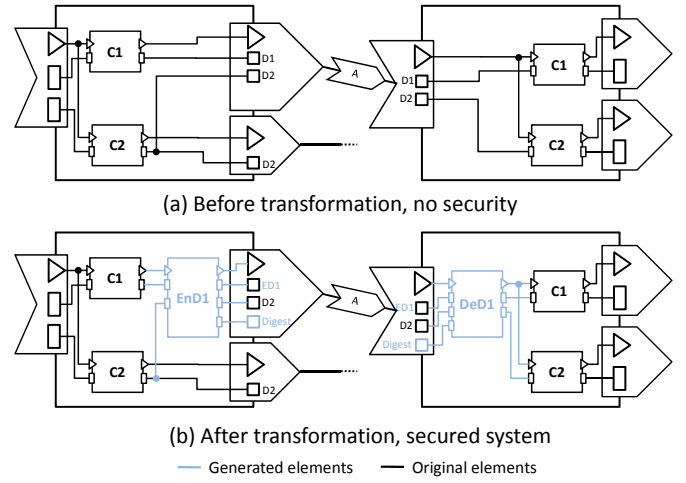 C1
D1
D2
C2
D2
A
D1
D2
C1
C2
(a) Before transformation, no security
C1
EnD1
ED1
D2
Digest
C2
D2
A
ED1
D2
Digest
DeD1
C1
C2
(b) After transformation, secured system
Generated elements Original elements